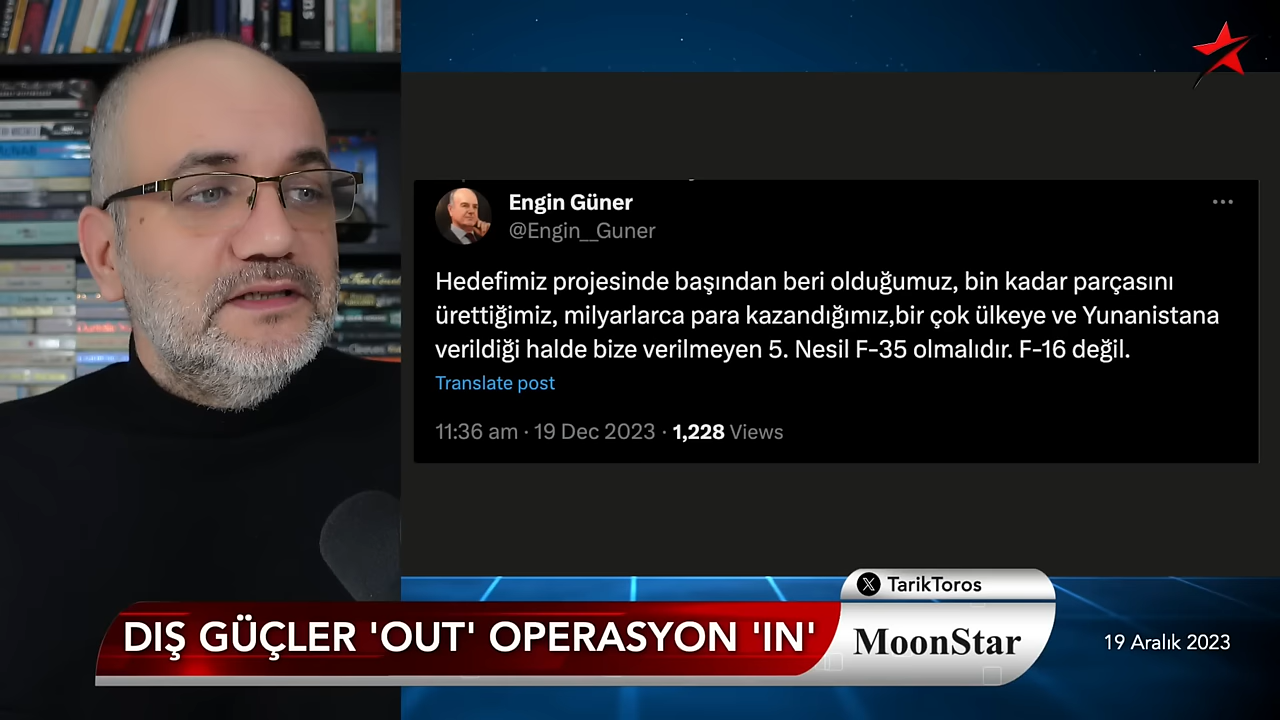 Engin Güner
@Engin__Guner
Hedefimiz projesinde başından beri olduğumuz, bin kadar parçasını
ürettiğimiz, milyarlarca para kazandığımız,bir çok ülkeye ve Yunanistana
verildiği halde bize verilmeyen 5. Nesil F-35 olmalıdır. F-16 değil.
Translate post
11:36 am · 19 Dec 2023 · 1,228 Views
TarikToros
DIŞ GÜÇLER 'OUT' OPERASYON 'IN'
MoonStar
19 Aralık 2023